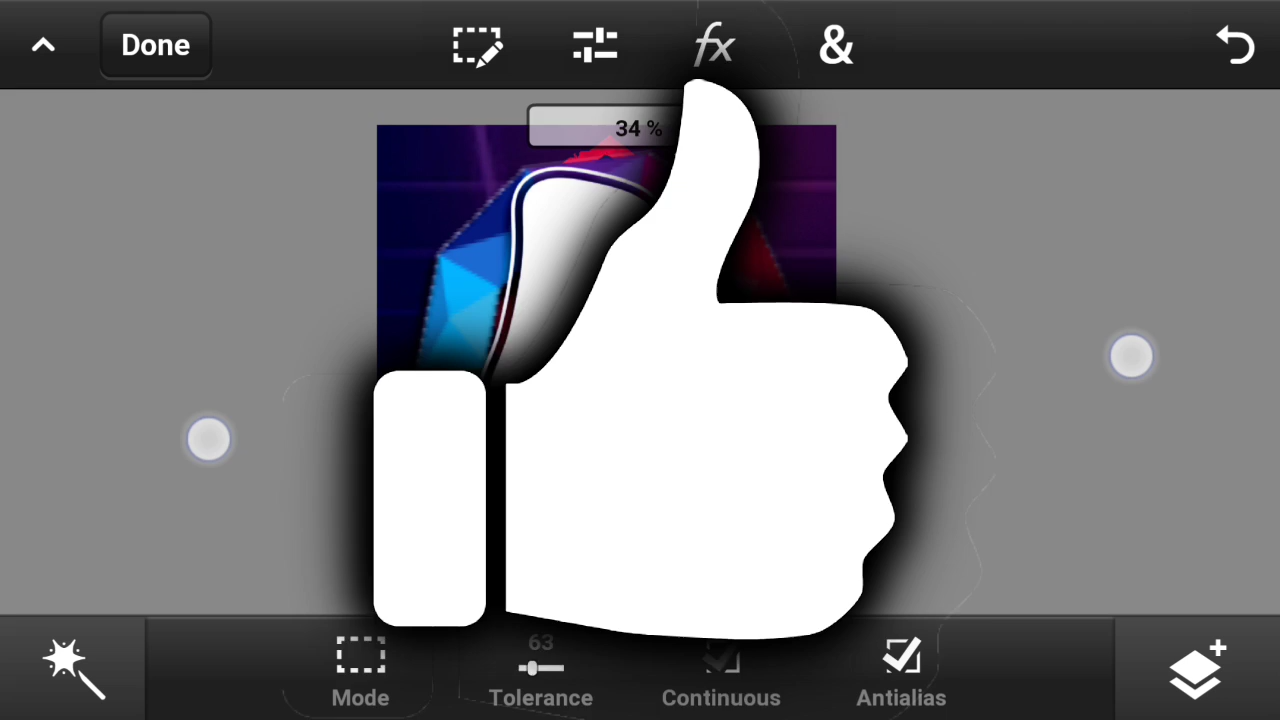 Done
fx
&
34 %
63
Mode
Tolerance
Continuous
Antialias